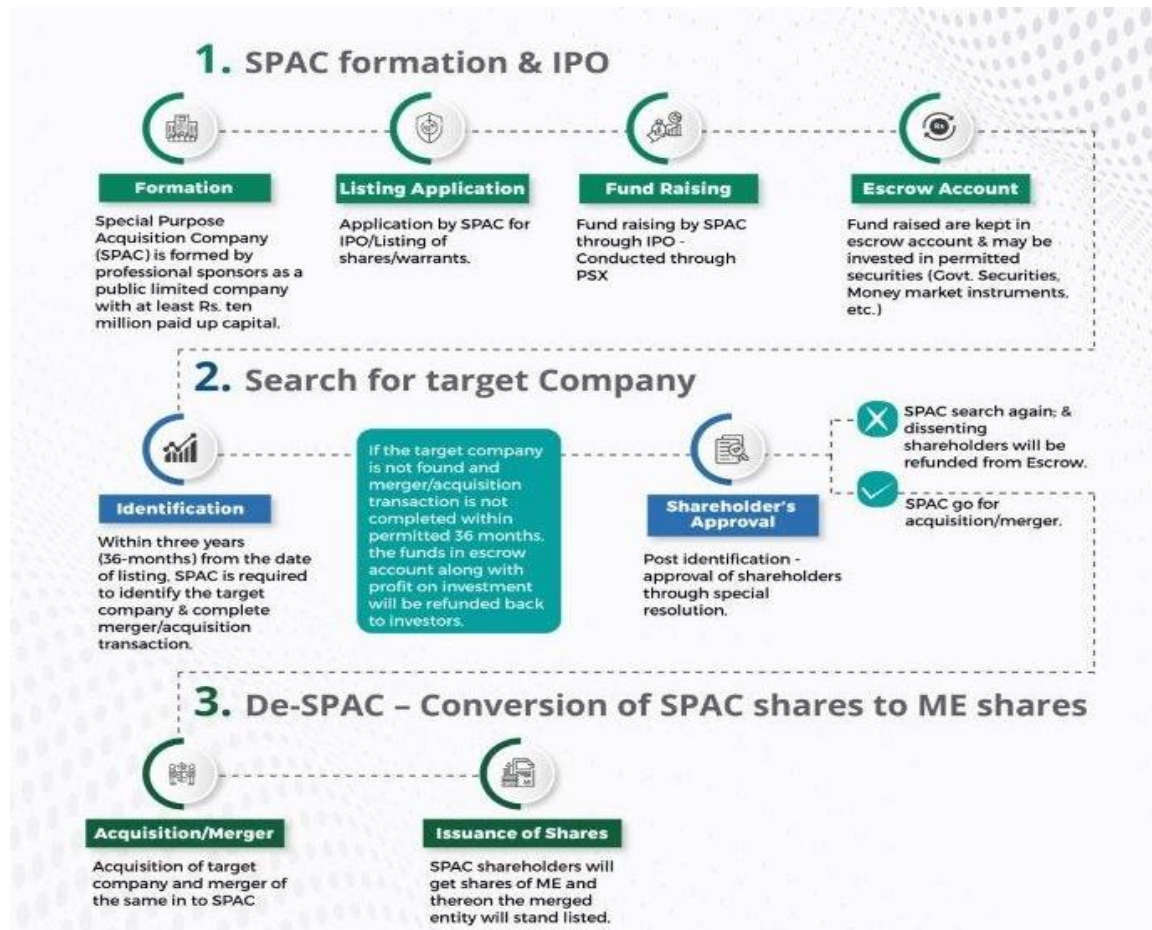 1. SPAC formation & IPO
Rs
Formation
Special Purpose
Acquisition Company
(SPAC) is formed by
professional sponsors as a
public limited company
with at least Rs. ten
million paid up capital.
Listing Application
Application by SPAC for
IPO/Listing of
shares/warrants.
Fund Raising
Fund raising by SPAC
through IPO -
Conducted through
PSX
Escrow Account
Fund raised are kept in
escrow account & may be
invested in permitted
securities (Govt. Securities,
Money market instruments,
etc.)
2. Search for target Company
Identification
Within three years
(36-months) from the date
of listing, SPAC is required
to identify the target
company & complete
merger/acquisition
transaction.
If the target company
is not found and
merger/acquisition
transaction is not
completed within
permitted 36 months,
the funds in escrow
account along with
profit on investment
will be refunded back
to investors.
Shareholder's
Approval
Post identification -
approval of shareholders
through special
resolution.
SPAC search again; &
dissenting
shareholders will be
refunded from Escrow.
SPAC go for
acquisition/merger.
3. De-SPAC – Conversion of SPAC shares to ME shares
Acquisition/Merger
Acquisition of target
company and merger of
the same in to SPAC
Issuance of Shares
SPAC shareholders will
get shares of ME and
thereon the merged
entity will stand listed.